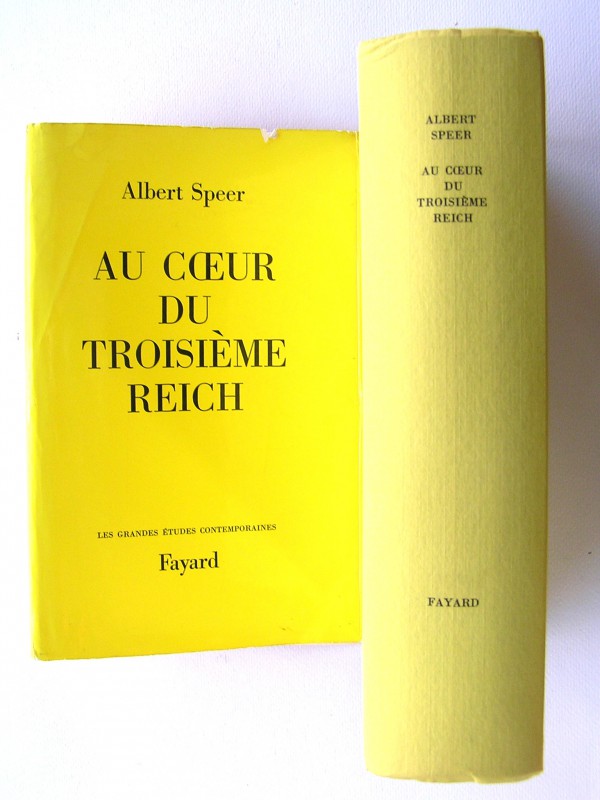 Albert Speer
AU CŒUR
DU
TROISIÈME
REICH
LES GRANDES ÉTUDES CONTEMPORAINES
Fayard
ALBERT
SPEER
AU CŒUR
DU
TROISIÈME
REICH
FAYARD